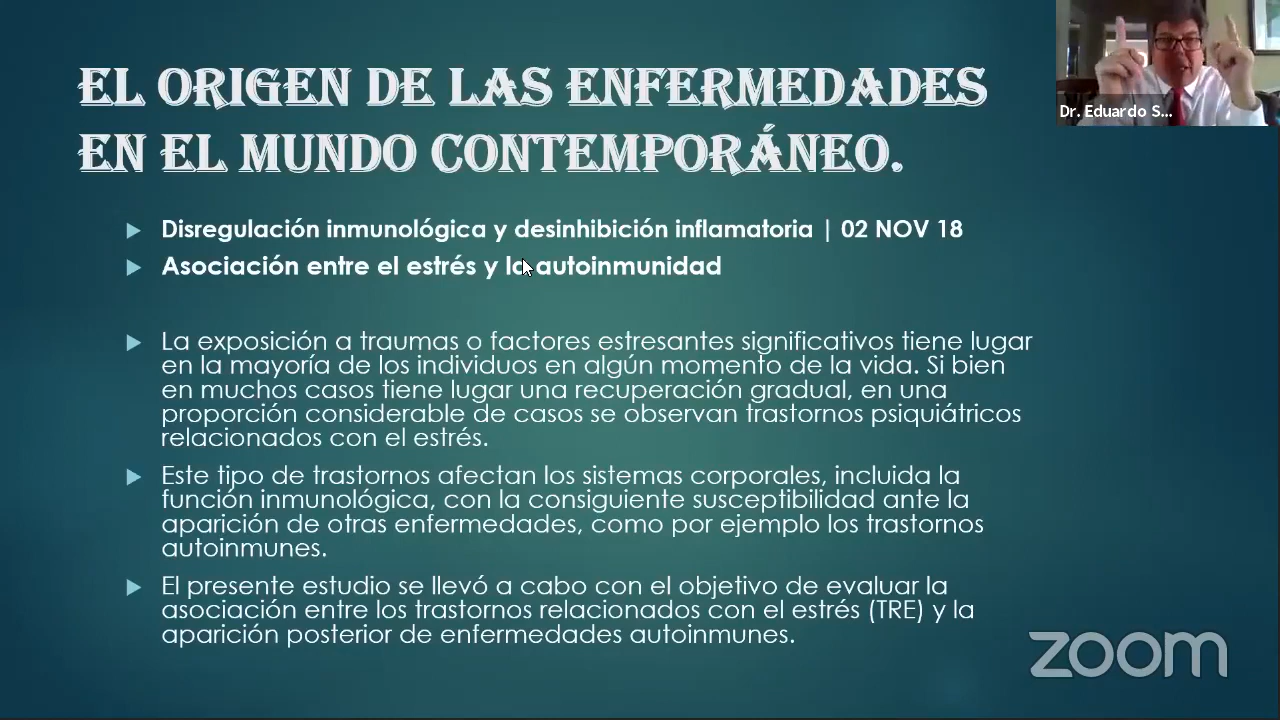 EL ORIGEN DE LAS ENFERMEDADES
EN EL MUNDO CONTEMPORÁNEO.
Dr. Eduardo S...
Disregulación inmunológica y desinhibición inflamatoria | 02 NOV 18
Asociación entre el estrés y la autoinmunidad
La exposición a traumas o factores estresantes significativos tiene lugar
en la mayoría de los individuos en algún momento de la vida. Si bien
en muchos casos tiene lugar una recuperación gradual, en una
proporción considerable de casos se observan trastornos psiquiátricos
relacionados con el estrés.
Este tipo de trastornos afectan los sistemas corporales, incluida la
función inmunológica, con la consiguiente susceptibilidad ante la
aparición de otras enfermedades, como por ejemplo los trastornos
autoinmunes.
El presente estudio se llevó a cabo con el objetivo de evaluar la
asociación entre los trastornos relacionados con el estrés (TRE) y la
aparición posterior de enfermedades autoinmunes.
zoom